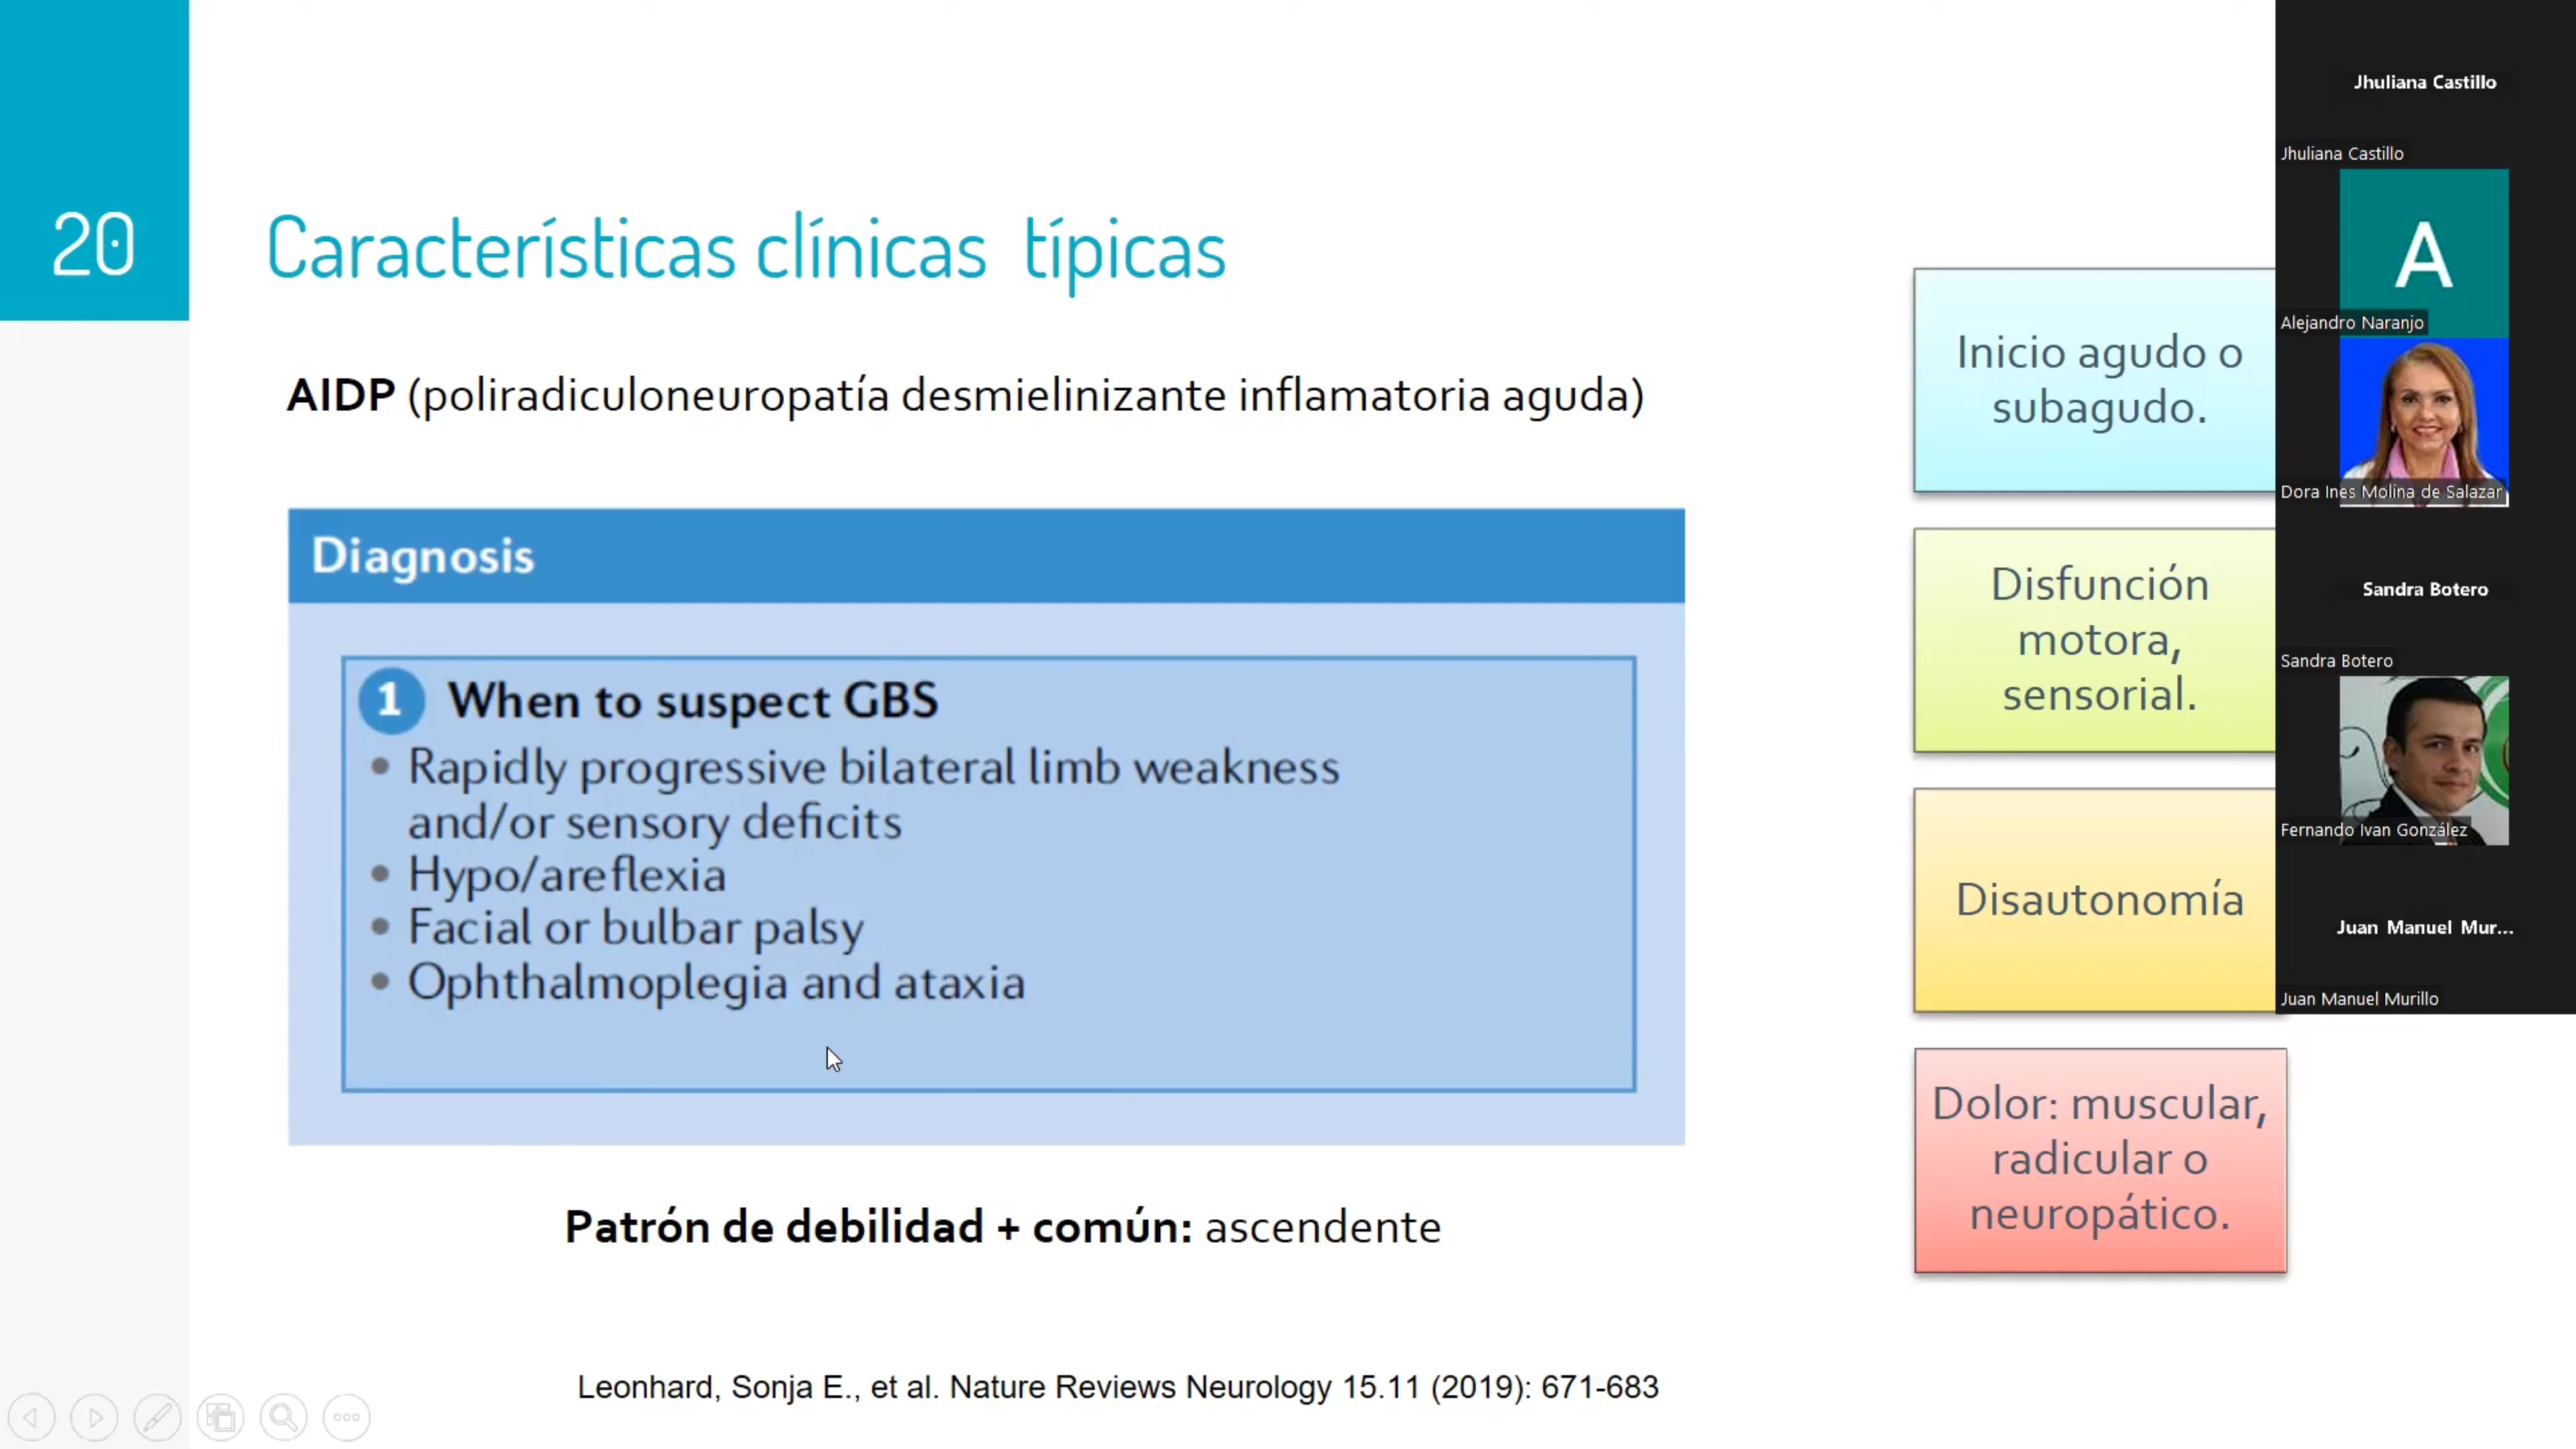 20
Características clínicas típicas
AIDP (poliradiculoneuropatía desmielinizante inflamatoria aguda)
Diagnosis
1 When to suspect GBS
• Rapidly progressive bilateral limb weakness
and/or sensory deficits
• Hypo/areflexia
• Facial or bulbar palsy
• Ophthalmoplegia and ataxia
Patrón de debilidad + común: ascendente
Leonhard, Sonja E., et al. Nature Reviews Neurology 15.11 (2019): 671-683
Inicio agudo o
subagudo.
Disfunción
motora,
sensorial.
Disautonomía
Dolor: muscular,
radicular o
neuropático.
Jhuliana Castillo
Jhuliana Castillo
A
Alejandro Naranjo
Dora Ines Molina de Salazar
Sandra Botero
Sandra Botero
Fernando Ivan González
Juan Manuel Mur...
Juan Manuel Murillo